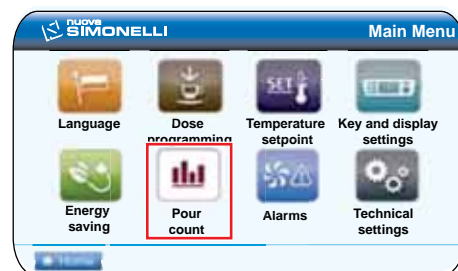 nuova
SIMONELLI
Main Menu
SET
Language
Dose
programming
Temperature
setpoint
Key and display
settings
Energy
saving
Pour
count
Alarms
Technical
settings
Home